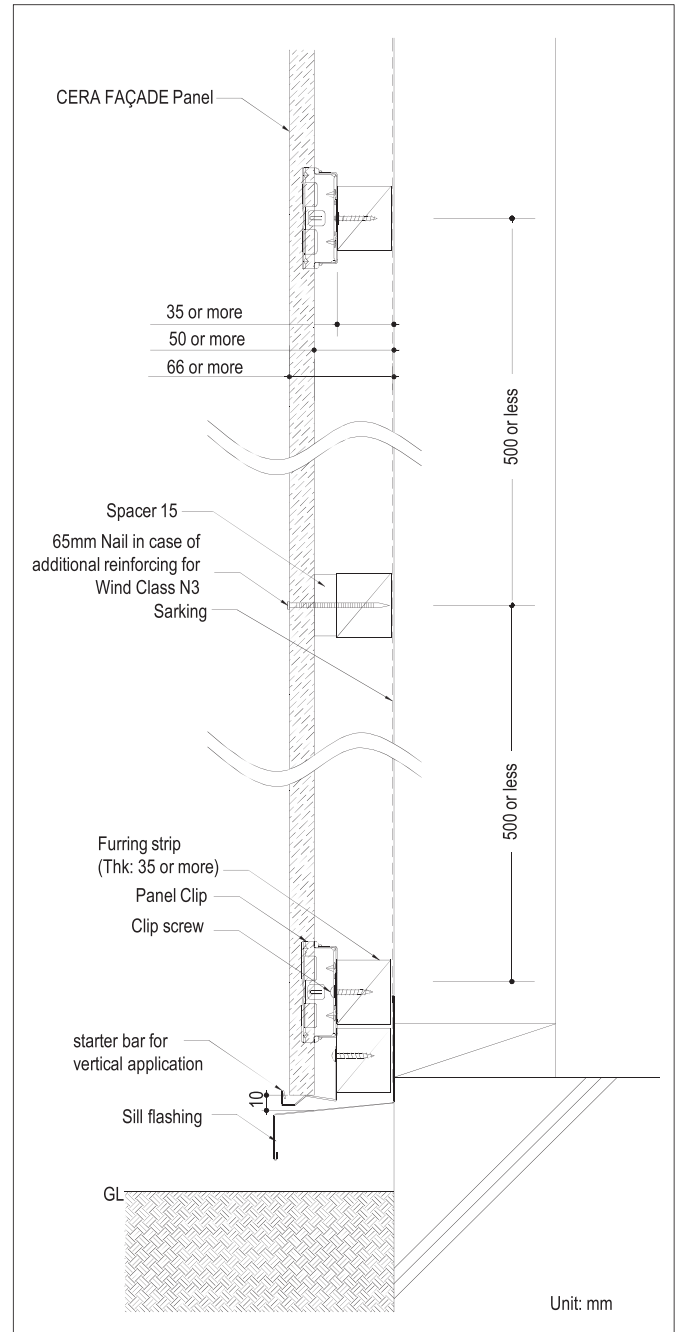 CERA FAÇADE Panel
35 or more
50 or more
66 or more
500 or less
Spacer 15
65mm Nail in case of
additional reinforcing for
Wind Class N3
Sarking
500 or less
Furring strip
(Thk: 35 or more)
Panel Clip
Clip screw
starter bar for
vertical application
10
Sill flashing
GL
Unit: mm